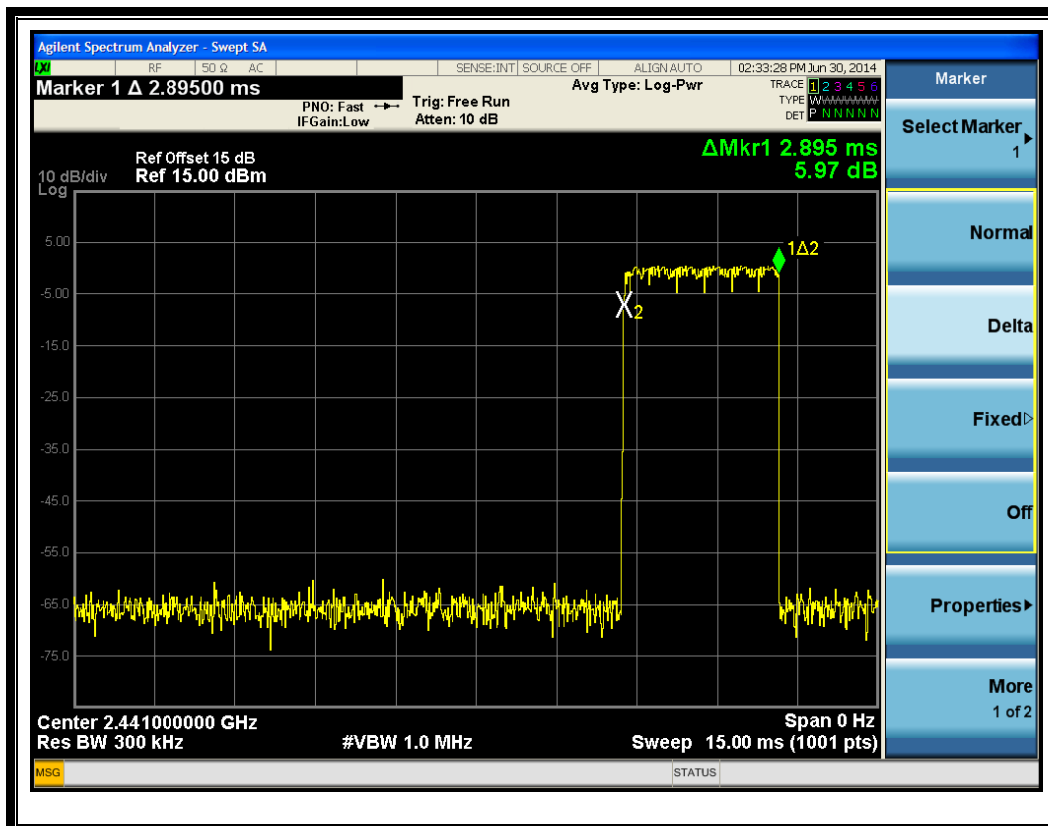 Agilent Spectrum Analyzer - Swept SA
LXI RF 50 Ω AC SENSE:INT SOURCE OFF ALIGN AUTO 02:33:28 PM Jun 30, 2014
Marker 1 Δ 2.89500 ms
PNO: Fast
IFGain:Low
Trig: Free Run
Atten: 10 dB
Avg Type: Log-Pwr
TRACE 1 2 3 4 5 6
TYPE W
DET P N N N N N
ΔMkr1 2.895 ms
5.97 dB
Ref Offset 15 dB
10 dB/div Ref 15.00 dBm
Log
5.00
-5.00
-15.0
-25.0
-35.0
-45.0
-55.0
-65.0
-75.0
1Δ2
X2
Center 2.441000000 GHz Span 0 Hz
Res BW 300 kHz #VBW 1.0 MHz Sweep 15.00 ms (1001 pts)
MSG STATUS
Marker
Select Marker
1
Normal
Delta
Fixed
Off
Properties
More
1 of 2